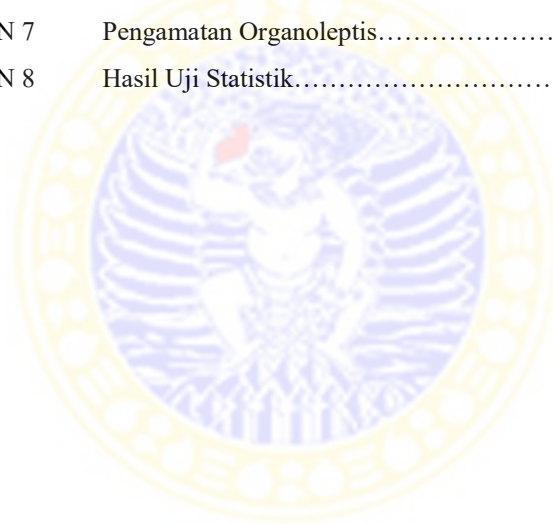 N 7 Pengamatan Organoleptis…………………
N 8 Hasil Uji Statistik…………………………